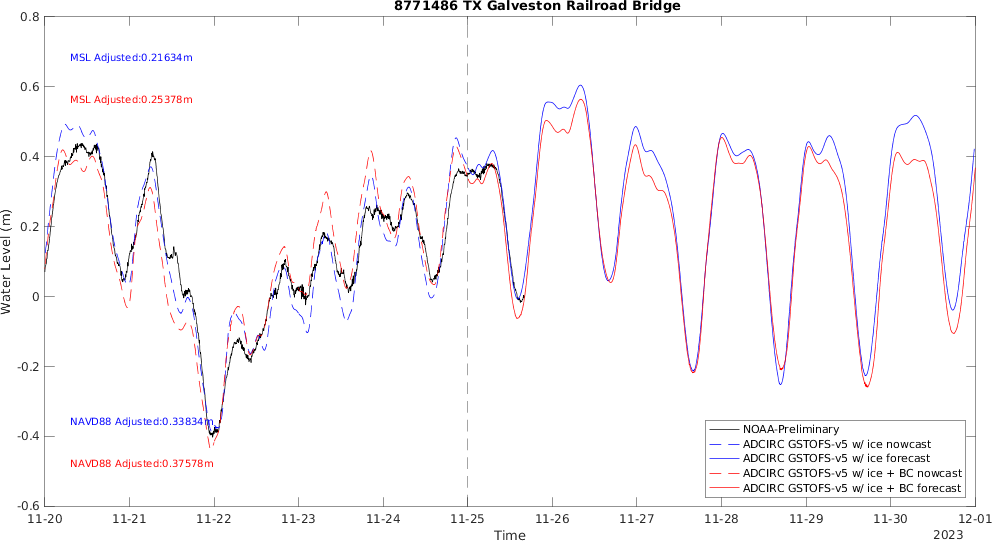 8771486 TX Galveston Railroad Bridge
0.8
0.6
0.4
0.2
0
-0.2
-0.4
-0.6
Water Level (m)
MSL Adjusted:0.21634m
MSL Adjusted:0.25378m
NAVD88 Adjusted:0.33834m
NAVD88 Adjusted:0.37578m
NOAA-Preliminary
ADCIRC GSTOFS-v5 w/ ice nowcast
ADCIRC GSTOFS-v5 w/ ice forecast
ADCIRC GSTOFS-v5 w/ ice + BC nowcast
ADCIRC GSTOFS-v5 w/ ice + BC forecast
11-20 11-21 11-22 11-23 11-24 11-25 11-26 11-27 11-28 11-29 11-30 12-01
Time
2023